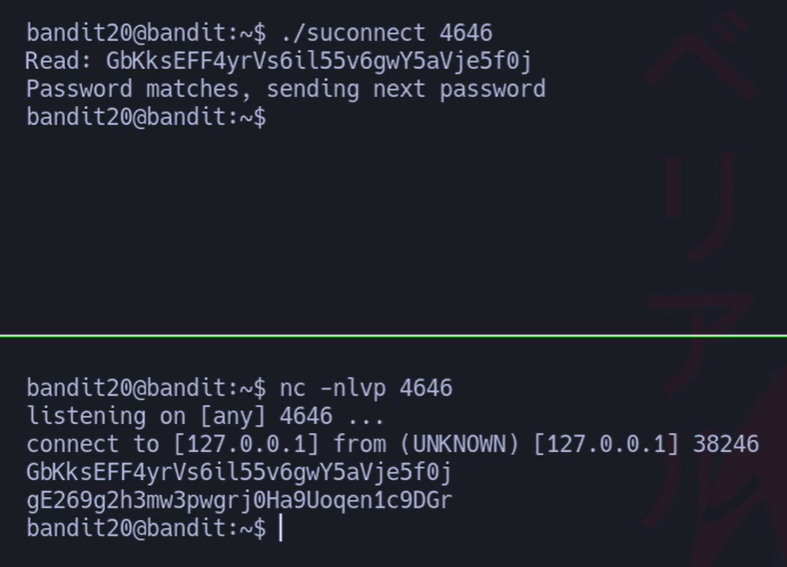 bandit20@bandit:~$ ./suconnect 4646
Read: GbKksEFF4yrVs6il55v6gwY5aVje5f0j
Password matches, sending next password
bandit20@bandit:~$
bandit20@bandit:~$ nc -nlvp 4646
listening on [any] 4646 ...
connect to [127.0.0.1] from (UNKNOWN) [127.0.0.1] 38246
GbKksEFF4yrVs6il55v6gwY5aVje5f0j
gE269g2h3mw3pwgrj0Ha9Uoqen1c9DGr
bandit20@bandit:~$
ベリアル